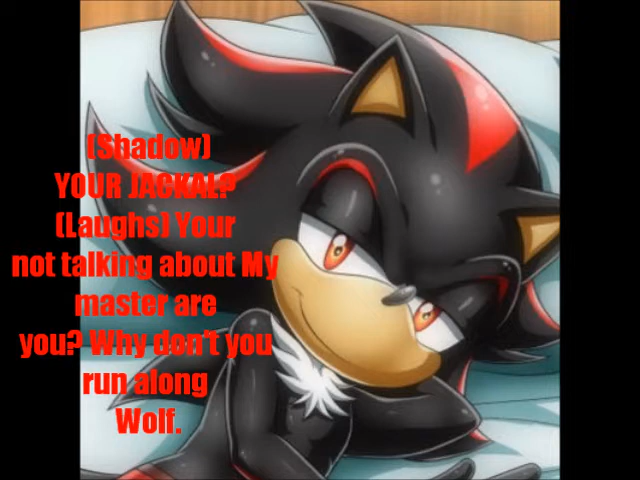 (Shadow)
YOUR JACKAL?
(Laughs) Your
not talking about My
master are
you? Why don't you
run along
Wolf.